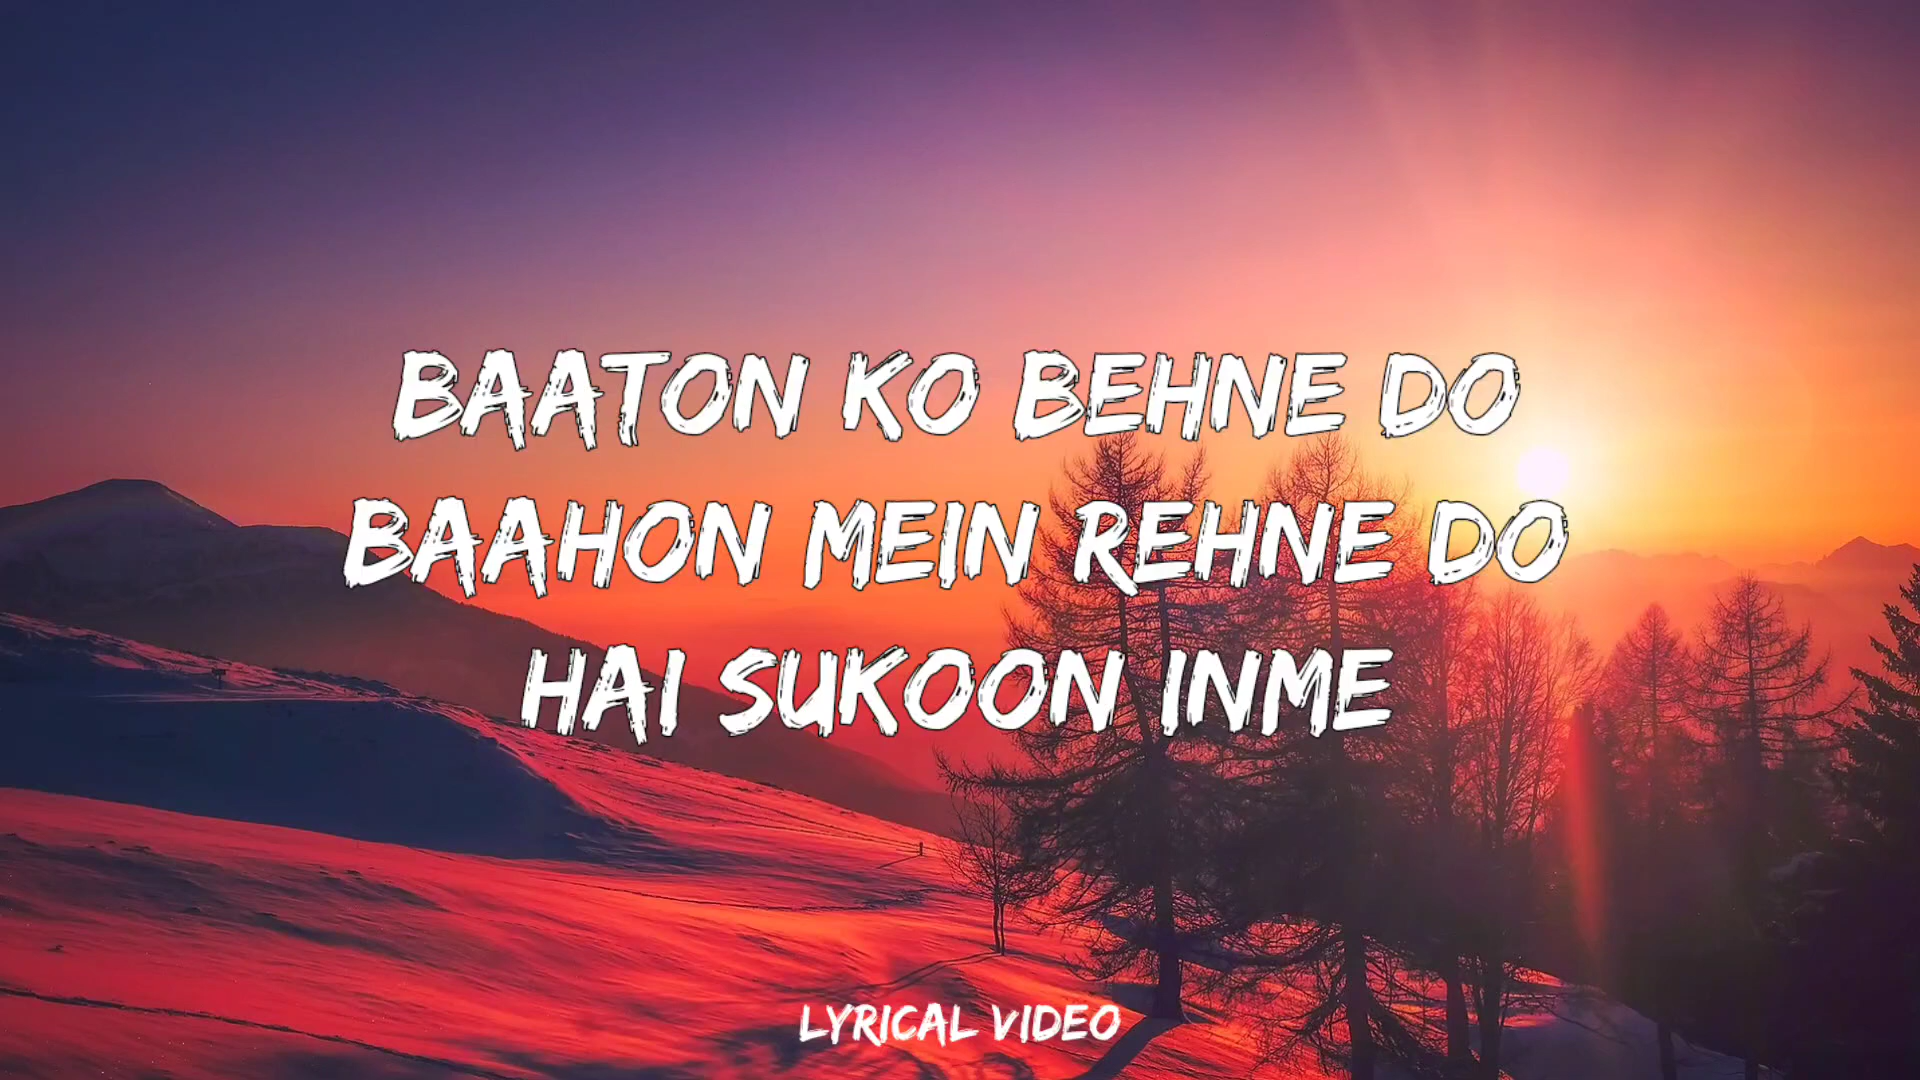 BAATON KO BEHNE DO
BAAHON MEIN REHNE DO
HAI SUKOON INME
LYRICAL VIDEO